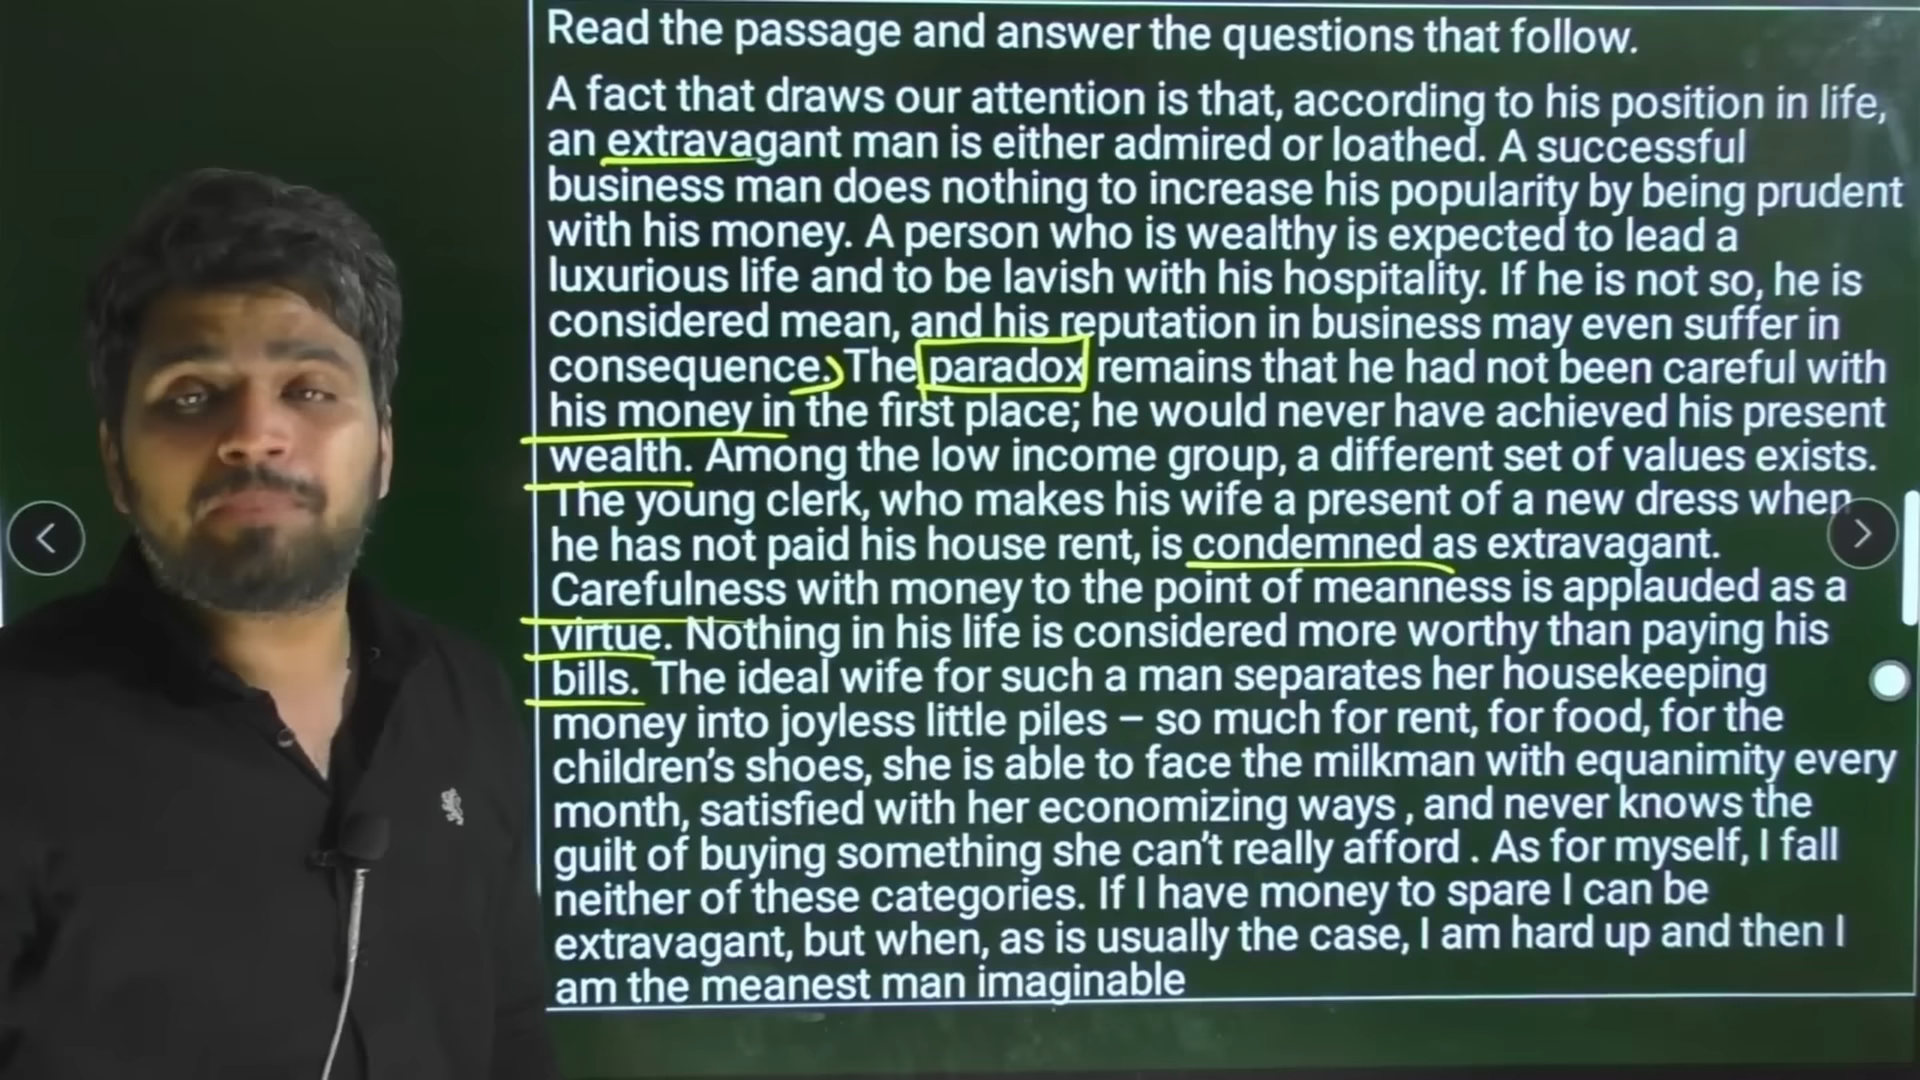 Read the passage and answer the questions that follow.
A fact that draws our attention is that, according to his position in life,
an extravagant man is either admired or loathed. A successful
business man does nothing to increase his popularity by being prudent
with his money. A person who is wealthy is expected to lead a
luxurious life and to be lavish with his hospitality. If he is not so, he is
considered mean, and his reputation in business may even suffer in
consequence. The paradox remains that he had not been careful with
his money in the first place; he would never have achieved his present
wealth. Among the low income group, a different set of values exists.
The young clerk, who makes his wife a present of a new dress when
he has not paid his house rent, is condemned as extravagant.
Carefulness with money to the point of meanness is applauded as a
virtue. Nothing in his life is considered more worthy than paying his
bills. The ideal wife for such a man separates her housekeeping
money into joyless little piles – so much for rent, for food, for the
children's shoes, she is able to face the milkman with equanimity every
month, satisfied with her economizing ways , and never knows the
guilt of buying something she can't really afford . As for myself, I fall
neither of these categories. If I have money to spare I can be
extravagant, but when, as is usually the case, I am hard up and then I
am the meanest man imaginable